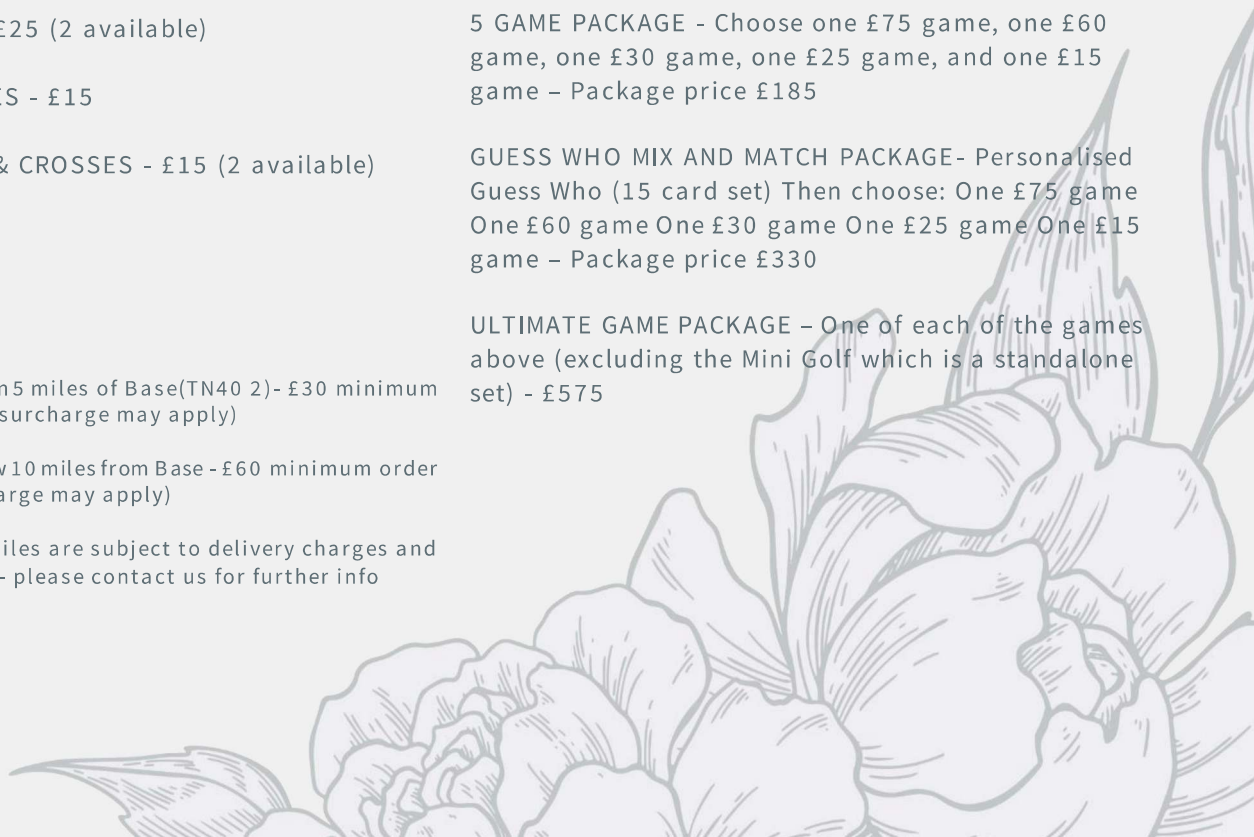 £25 (2 available)
ES - £15
& CROSSES - £15 (2 available)
5 miles of Base(TN40 2)- £30 minimum
surcharge may apply)
10 miles from Base - £60 minimum order
may apply)
are subject to delivery charges and
- please contact us for further info
5 GAME PACKAGE - Choose one £75 game, one £60
game, one £30 game, one £25 game, and one £15
game – Package price £185
GUESS WHO MIX AND MATCH PACKAGE- Personalised
Guess Who (15 card set) Then choose: One £75 game
One £60 game One £30 game One £25 game One £15
game – Package price £330
ULTIMATE GAME PACKAGE – One of each of the games
above (excluding the Mini Golf which is a standalone
set) - £575